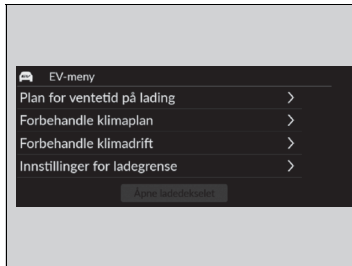 EV-meny
Plan for ventetid på lading
Forbehandle klimaplan
Forbehandle klimadrift
Innstillinger for ladegrense
Åpne ladedekselet